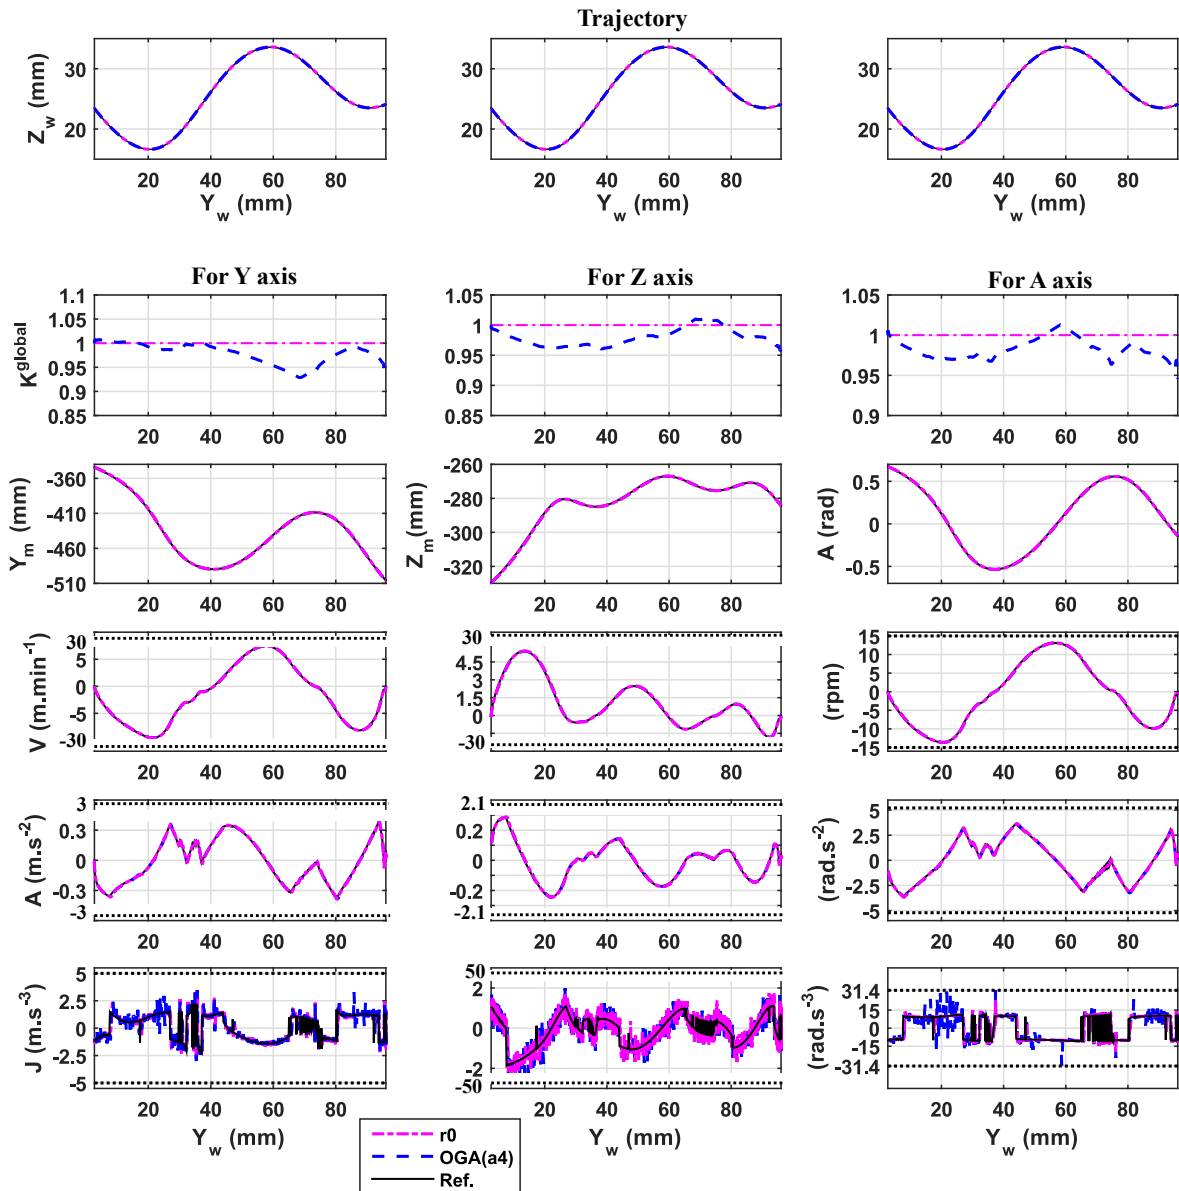 Trajectory
Z_w (mm)
30
20
20 40 60 80
Y_w (mm)
30
20
20 40 60 80
Y_w (mm)
30
20
20 40 60 80
Y_w (mm)
For Y axis
For Z axis
For A axis
K^global
1.1
1.05
1
0.95
0.9
0.85
20 40 60 80
1.05
1
0.95
0.9
0.85
20 40 60 80
1.05
1
0.95
0.9
20 40 60 80
Y_m (mm)
-360
-410
-460
-510
20 40 60 80
Z_m(mm)
-260
-280
-300
-320
20 40 60 80
A (rad)
0.5
0
-0.5
20 40 60 80
V (m.min⁻¹)
30
5
0
-5
-30
20 40 60 80
30
4.5
3
1.5
0
-30
20 40 60 80
(rpm)
15
10
5
0
-5
-10
-15
20 40 60 80
A (m.s⁻²)
3
0.3
0
-0.3
-3
20 40 60 80
2.1
0.2
0
-0.2
-2.1
20 40 60 80
(rad.s⁻²)
5
2.5
0
-2.5
-5
20 40 60 80
J (m.s⁻³)
5
2.5
0
-2.5
-5
20 40 60 80
Y_w (mm)
50
2
0
-2
-50
20 40 60 80
Y_w (mm)
(rad.s⁻³)
31.4
15
0
-15
-31.4
20 40 60 80
Y_w (mm)
r0
OGA(a4)
Ref.